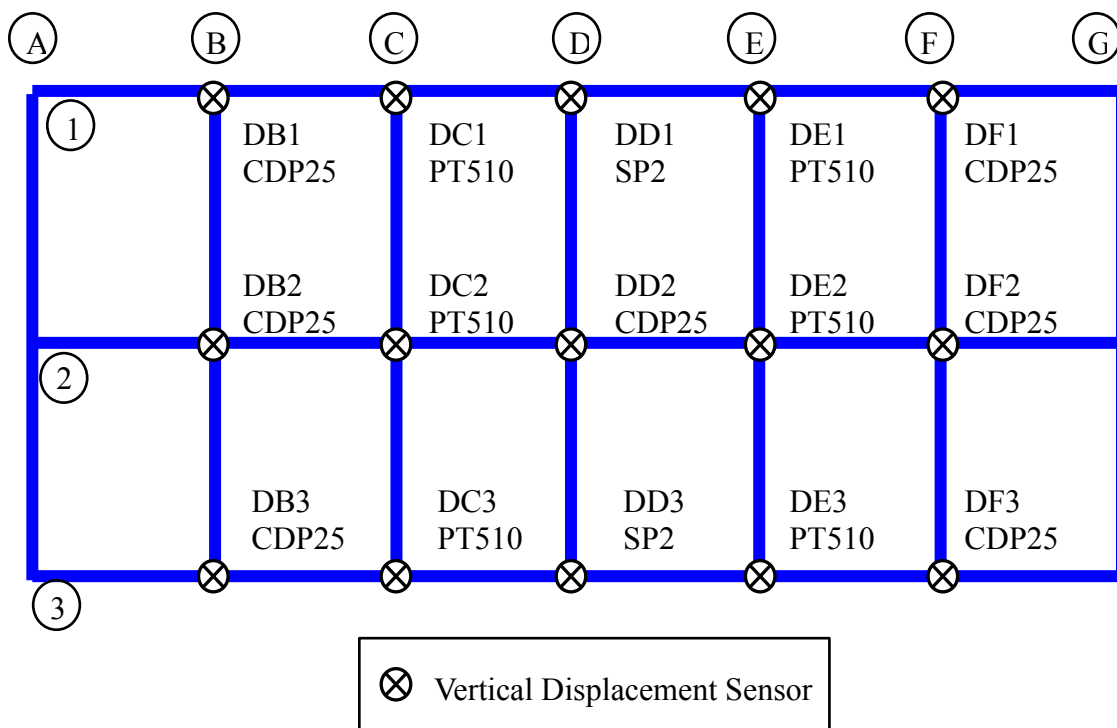 A B C D E F G
1
DB1 DC1 DD1 DE1 DF1
CDP25 PT510 SP2 PT510 CDP25
DB2 DC2 DD2 DE2 DF2
CDP25 PT510 CDP25 PT510 CDP25
2
DB3 DC3 DD3 DE3 DF3
CDP25 PT510 SP2 PT510 CDP25
3
Vertical Displacement Sensor